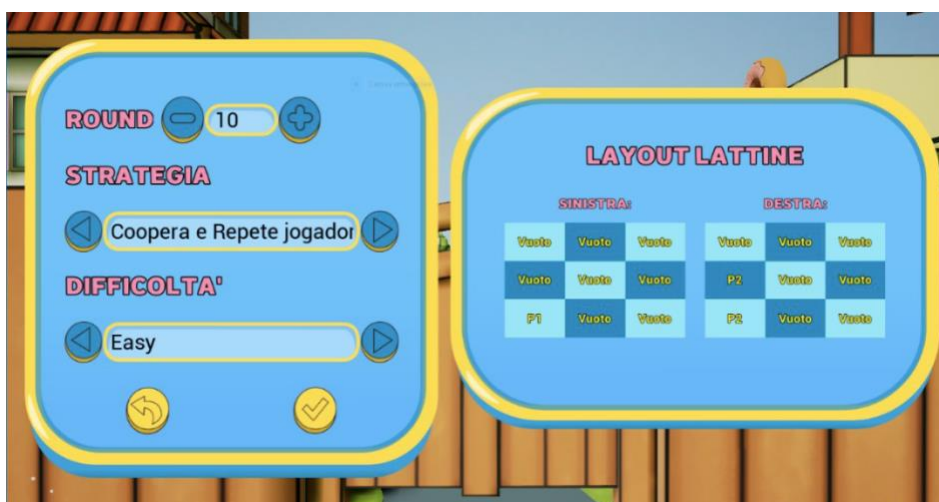 ROUND
10
STRATEGIA
Coopera e Repete jogador
DIFFICOLTA'
Easy
LAYOUT LATTINE
SINISTRA: DESTRA:
Vuoto Vuoto Vuoto Vuoto Vuoto Vuoto
Vuoto Vuoto Vuoto P2 Vuoto Vuoto
P1 Vuoto Vuoto P2 Vuoto Vuoto